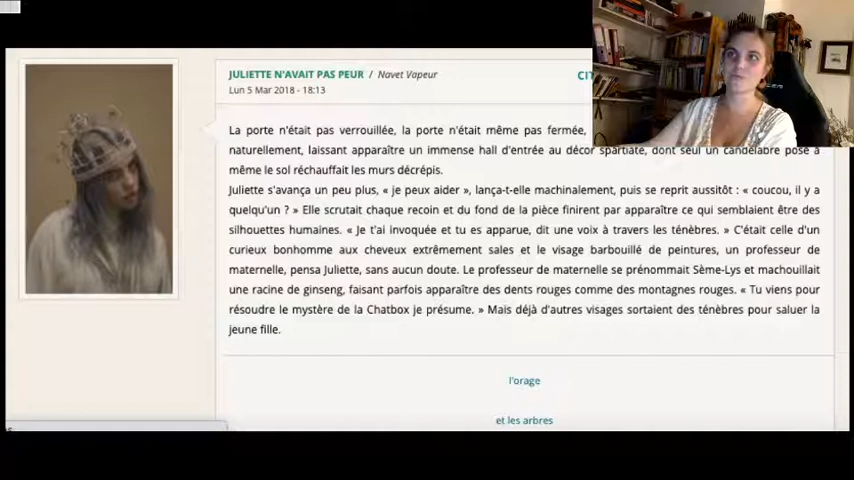 JULIETTE N'AVAIT PAS PEUR / Navet Vapeur
CIT
Lun 5 Mar 2018 - 18:13
La porte n'était pas verrouillée, la porte n'était même pas fermée,
naturellement, laissant apparaître un immense hall d'entrée au décor spartiate, dont seul un candélabre posé à
même le sol réchauffait les murs décrépis.
Juliette s'avança un peu plus, « je peux aider », lança-t-elle machinalement, puis se reprit aussitôt : « coucou, il y a
quelqu'un ? » Elle scrutait chaque recoin et du fond de la pièce finirent par apparaître ce qui semblaient être des
silhouettes humaines. « Je t'ai invoquée et tu es apparue, dit une voix à travers les ténèbres. » C'était celle d'un
curieux bonhomme aux cheveux extrêmement sales et le visage barbouillé de peintures, un professeur de
maternelle, pensa Juliette, sans aucun doute. Le professeur de maternelle se prénommait Sème-Lys et machouillait
une racine de ginseng, faisant parfois apparaître des dents rouges comme des montagnes rouges. « Tu viens pour
résoudre le mystère de la Chatbox je présume. » Mais déjà d'autres visages sortaient des ténèbres pour saluer la
jeune fille.
l'orage
et les arbres